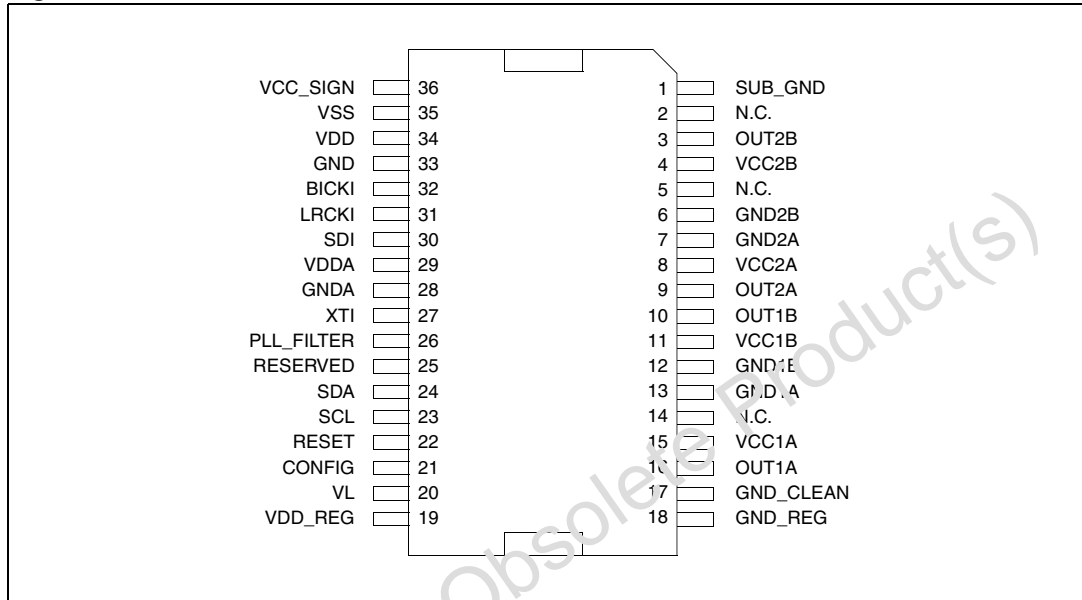 VCC_SIGN 36 1 SUB_GND
VSS 35 2 N.C.
VDD 34 3 OUT2B
GND 33 4 VCC2B
BICKI 32 5 N.C.
LRCKI 31 6 GND2B
SDI 30 7 GND2A
VDDA 29 8 VCC2A
GNDA 28 9 OUT2A
XTI 27 10 OUT1B
PLL_FILTER 26 11 VCC1B
RESERVED 25 12 GND1B
SDA 24 13 GND1A
SCL 23 14 N.C.
RESET 22 15 VCC1A
CONFIG 21 16 OUT1A
VL 20 17 GND_CLEAN
VDD_REG 19 18 GND_REG
Obsolete Product(s)